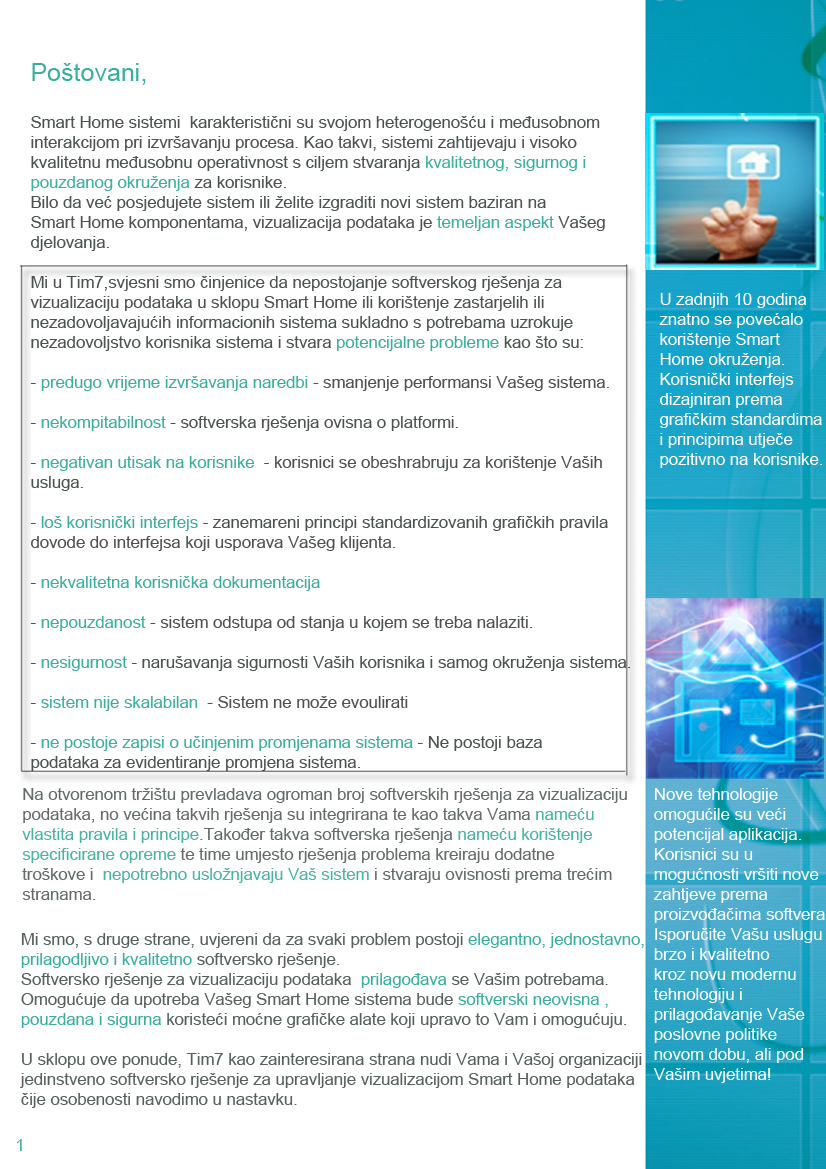 Poštovani,
Smart Home sistemi  karakteristični su svojom heterogenošću i međusobnom
interakcijom pri izvršavanju procesa. Kao takvi, sistemi zahtijevaju i visoko
kvalitetnu međusobnu operativnost s ciljem stvaranja kvalitetnog, sigurnog i
pouzdanog okruženja za korisnike.
Bilo da već posjedujete sistem ili želite izgraditi novi sistem baziran na
Smart Home komponentama, vizualizacija podataka je temeljan aspekt Vašeg
djelovanja.
Mi u Tim7,svjesni smo činjenice da nepostojanje softverskog rješenja za
vizualizaciju podataka u sklopu Smart Home ili korištenje zastarjelih ili
nezadovoljavajućih informacionih sistema sukladno s potrebama uzrokuje
nezadovoljstvo korisnika sistema i stvara potencijalne probleme kao što su:
- predugo vrijeme izvršavanja naredbi - smanjenje performansi Vašeg sistema.
- nekompitabilnost - softverska rješenja ovisna o platformi.
- negativan utisak na korisnike  - korisnici se obeshrabruju za korištenje Vaših
usluga.
- loš korisnički interfejs - zanemareni principi standardizovanih grafičkih pravila
dovode do interfejsa koji usporava Vašeg klijenta.
- nekvalitetna korisnička dokumentacija
- nepouzdanost - sistem odstupa od stanja u kojem se treba nalaziti.
- nesigurnost - narušavanja sigurnosti Vaših korisnika i samog okruženja sistema.
- sistem nije skalabilan  - Sistem ne može evoulirati
- ne postoje zapisi o učinjenim promjenama sistema - Ne postoji baza
podataka za evidentiranje promjena sistema.
Na otvorenom tržištu prevladava ogroman broj softverskih rješenja za vizualizaciju
podataka, no većina takvih rješenja su integrirana te kao takva Vama nameću
vlastita pravila i principe.Također takva softverska rješenja nameću korištenje
specificirane opreme te time umjesto rješenja problema kreiraju dodatne
troškove i  nepotrebno usložnjavaju Vaš sistem i stvaraju ovisnosti prema trećim
stranama.
Mi smo, s druge strane, uvjereni da za svaki problem postoji elegantno, jednostavno,
prilagodljivo i kvalitetno softversko rješenje.
Softversko rješenje za vizualizaciju podataka  prilagođava se Vašim potrebama.
Omogućuje da upotreba Vašeg Smart Home sistema bude softverski neovisna ,
pouzdana i sigurna koristeći moćne grafičke alate koji upravo to Vam i omogućuju.
U sklopu ove ponude, Tim7 kao zainteresirana strana nudi Vama i Vašoj organizaciji
jedinstveno softversko rješenje za upravljanje vizualizacijom Smart Home podataka
čije osobenosti navodimo u nastavku.
1
U zadnjih 10 godina
znatno se povećalo
korištenje Smart
Home okruženja.
Korisnički interfejs
dizajniran prema
grafičkim standardima
i principima utječe
pozitivno na korisnike.
Nove tehnologije
omogućile su veći
potencijal aplikacija.
Korisnici su u
mogućnosti vršiti nove
zahtjeve prema
proizvođačima softvera
Isporučite Vašu uslugu
brzo i kvalitetno
kroz novu modernu
tehnologiju i
prilagođavanje Vaše
poslovne politike
novom dobu, ali pod
Vašim uvjetima!